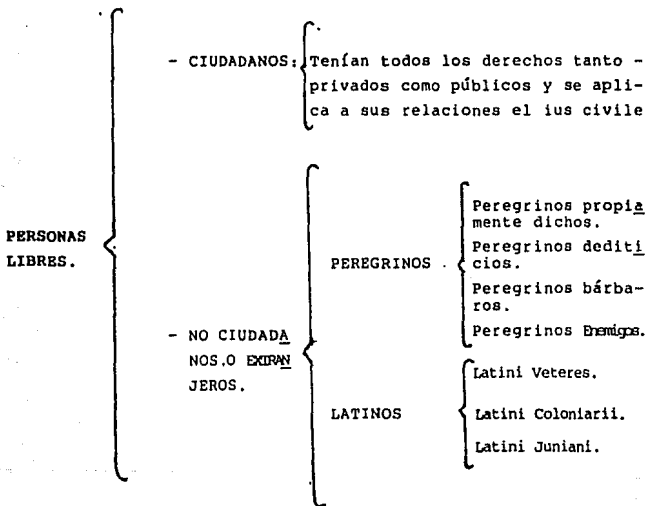 - CIUDADANOS: Tenían todos los derechos tanto -
privados como públicos y se apli-
ca a sus relaciones el ius civile
PERSONAS
LIBRES.
- NO CIUDADA
NOS,O EXTRAN
JEROS.
PEREGRINOS
Peregrinos propia
mente dichos.
Peregrinos dediti
cios.
Peregrinos bárba-
ros.
Peregrinos Enemigos.
LATINOS
Latini Veteres.
Latini Coloniarii.
Latini Juniani.